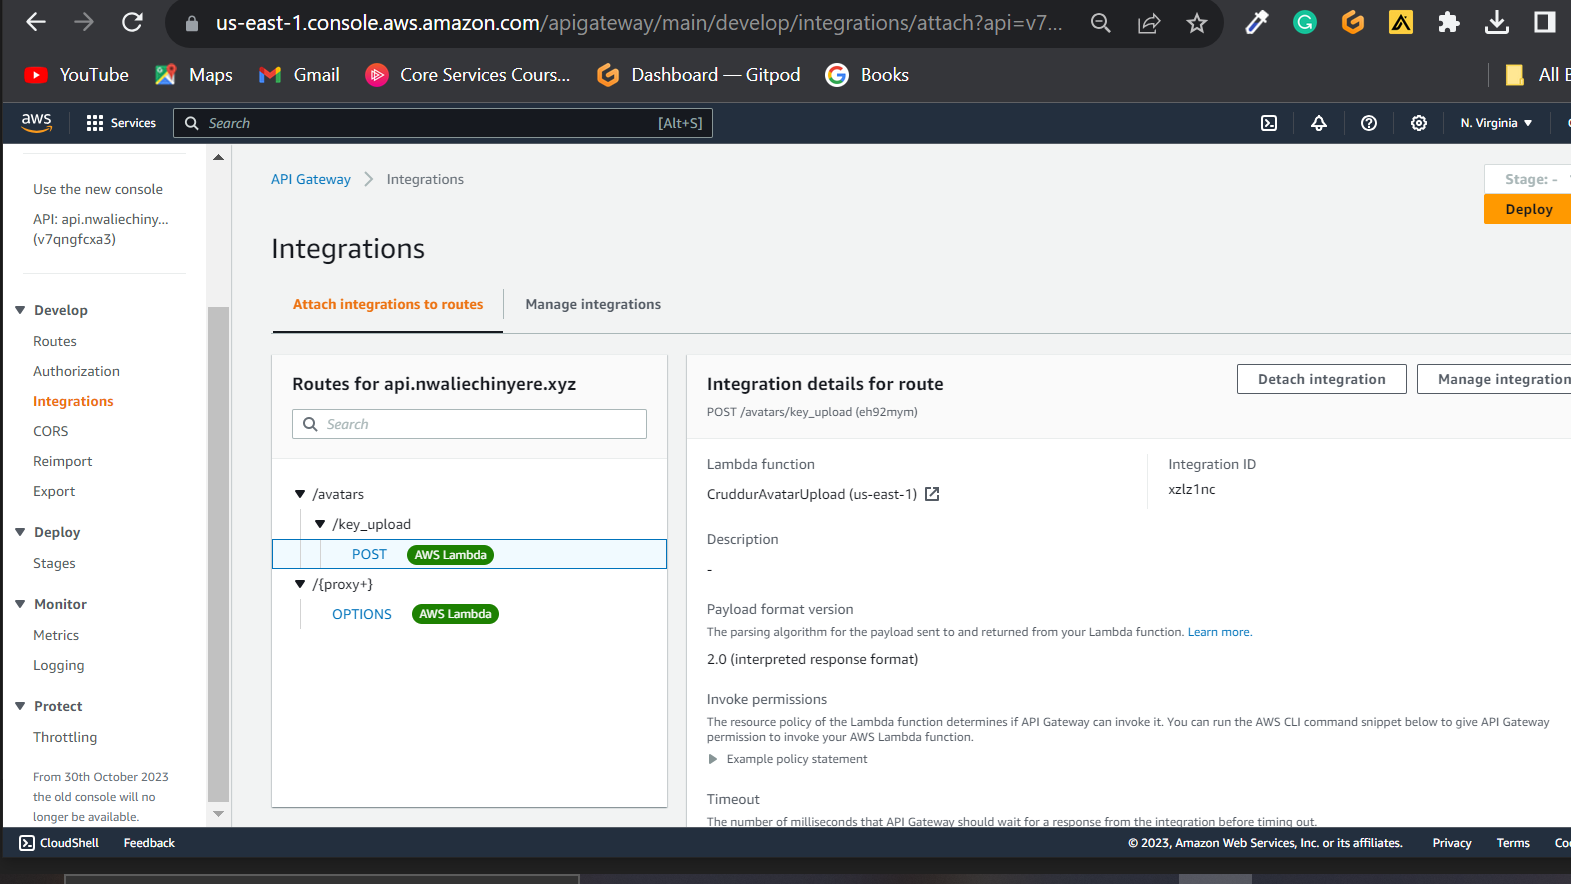 us-east-1.console.aws.amazon.com/apigateway/main/develop/integrations/attach?api=v7...
YouTube
Maps
Gmail
Core Services Cours...
Dashboard — Gitpod
Books
All B
aws
Services
Search
[Alt+S]
N. Virginia
Use the new console
API: api.nwaliechiny...
(v7qngfcxa3)
Develop
Routes
Authorization
Integrations
CORS
Reimport
Export
Deploy
Stages
Monitor
Metrics
Logging
Protect
Throttling
From 30th October 2023
the old console will no
longer be available.
API Gateway
Integrations
Stage: -
Deploy
Integrations
Attach integrations to routes
Manage integrations
Routes for api.nwaliechinyere.xyz
Search
/avatars
/key_upload
POST
AWS Lambda
/{proxy+}
OPTIONS
AWS Lambda
Integration details for route
Detach integration
Manage integration
POST /avatars/key_upload (eh92mym)
Lambda function
CruddurAvatarUpload (us-east-1)
Integration ID
xzlz1nc
Description
-
Payload format version
The parsing algorithm for the payload sent to and returned from your Lambda function. Learn more.
2.0 (interpreted response format)
Invoke permissions
The resource policy of the Lambda function determines if API Gateway can invoke it. You can run the AWS CLI command snippet below to give API Gateway
permission to invoke your AWS Lambda function.
Example policy statement
Timeout
The number of milliseconds that API Gateway should wait for a response from the integration before timing out.
CloudShell
Feedback
© 2023, Amazon Web Services, Inc. or its affiliates.
Privacy
Terms
Coo